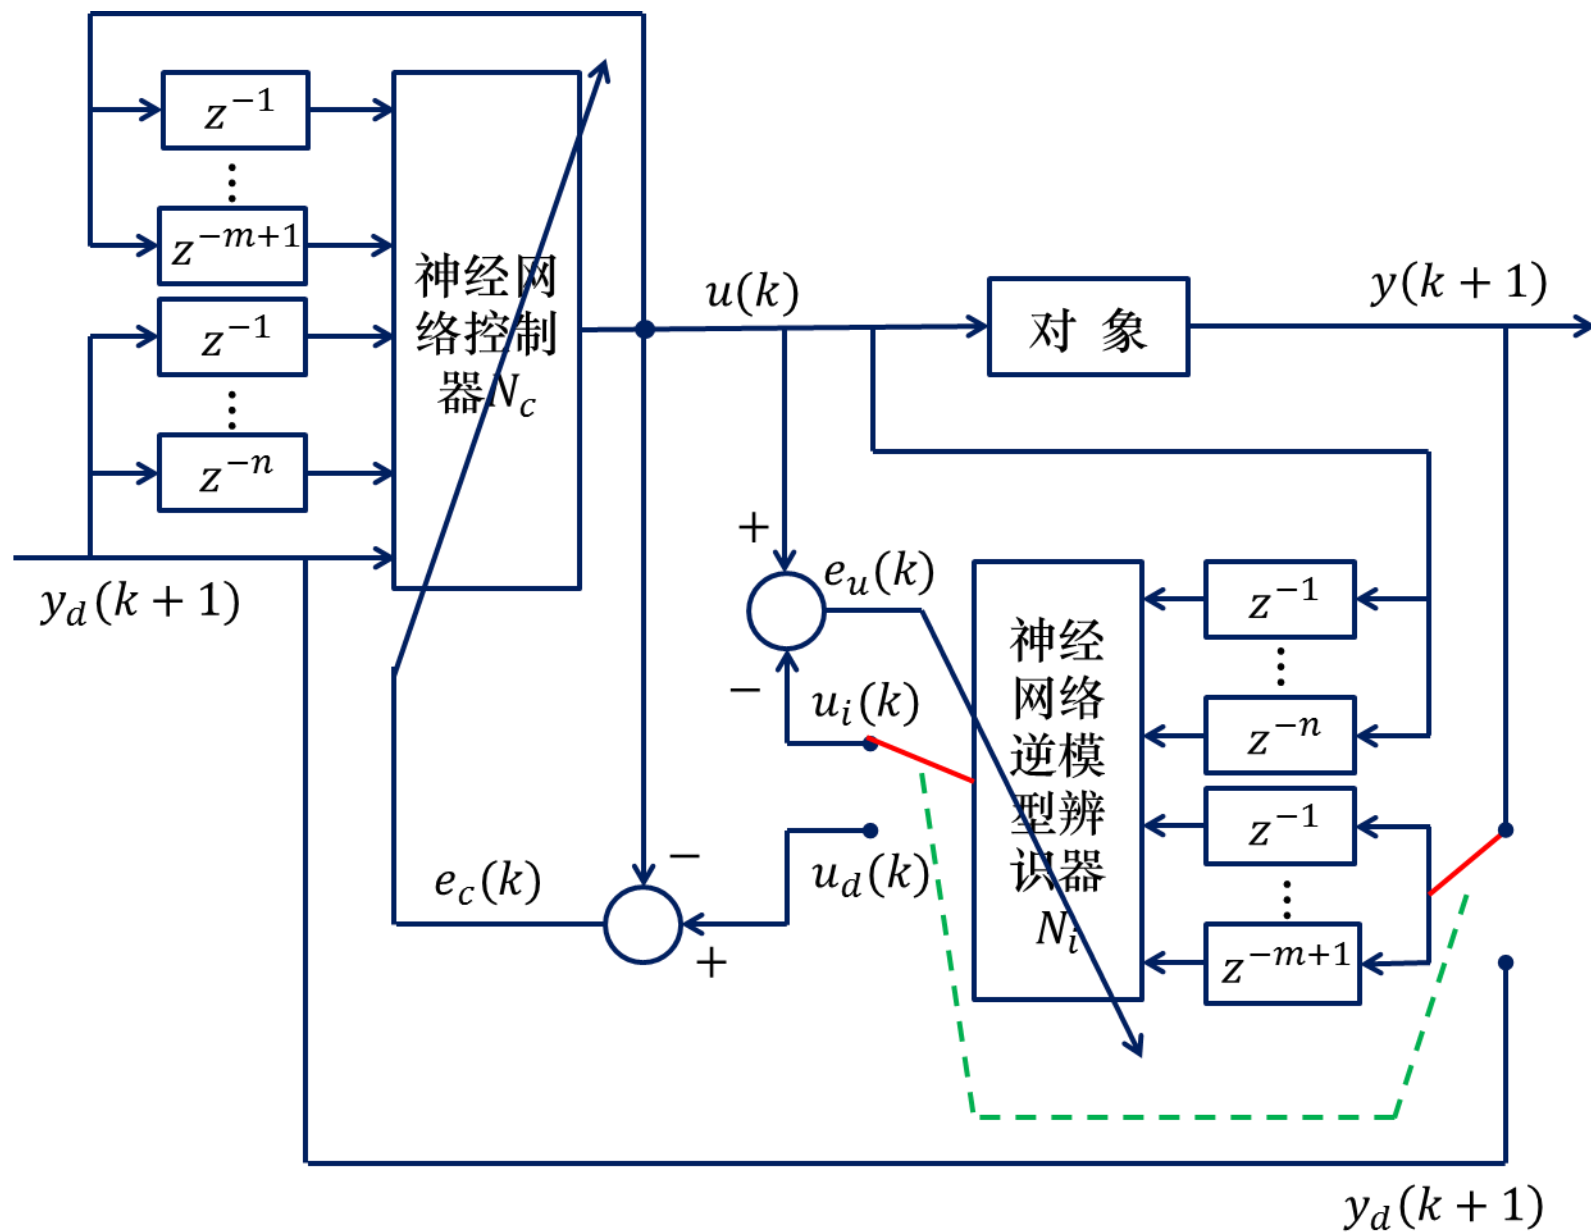 z⁻¹
⋮
z⁻ᵐ⁺¹
z⁻¹
⋮
z⁻ⁿ
y_d(k + 1)
神经网
络控制
器N_c
u(k)
对 象
y(k + 1)
+
e_u(k)
−
u_i(k)
u_d(k)
−
e_c(k)
+
神经
网络
逆模
型辨
识器
N_i
z⁻¹
⋮
z⁻ⁿ
z⁻¹
⋮
z⁻ᵐ⁺¹
y_d(k + 1)